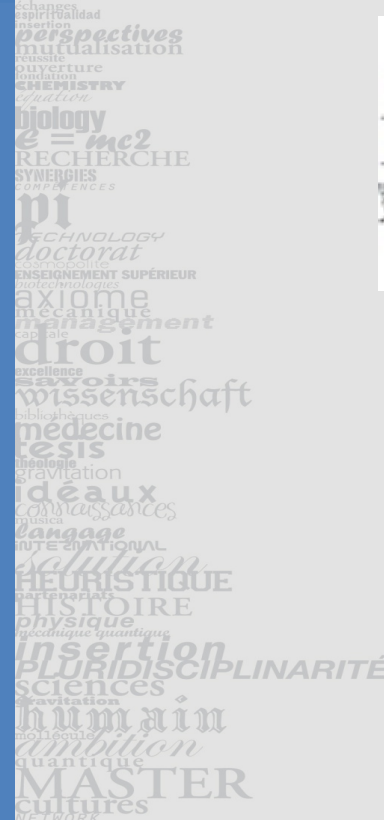 échanges
espiritualidad
insertion
perspectives
mutualisation
réussite
ouverture
fondation
CHEMISTRY
équation
biology
e = mc2
RECHERCHE
SYNERGIES
COMPÉTENCES
pi
TECHNOLOGY
doctorat
cosmopolite
ENSEIGNEMENT SUPÉRIEUR
biotechnologies
axiome
mécanique
management
capitale
droit
excellence
savoirs
wissenschaft
bibliothèques
médecine
tesis
théologie
gravitation
idéaux
connaissances
musica
langage
INTERNATIONAL
solution
HEURISTIQUE
partenariats
HISTOIRE
physique
mécanique quantique
insertion
PLURIDISCIPLINARITÉ
sciences
gravitation
humain
molécule
ambition
quantique
MASTER
cultures
NETWORK